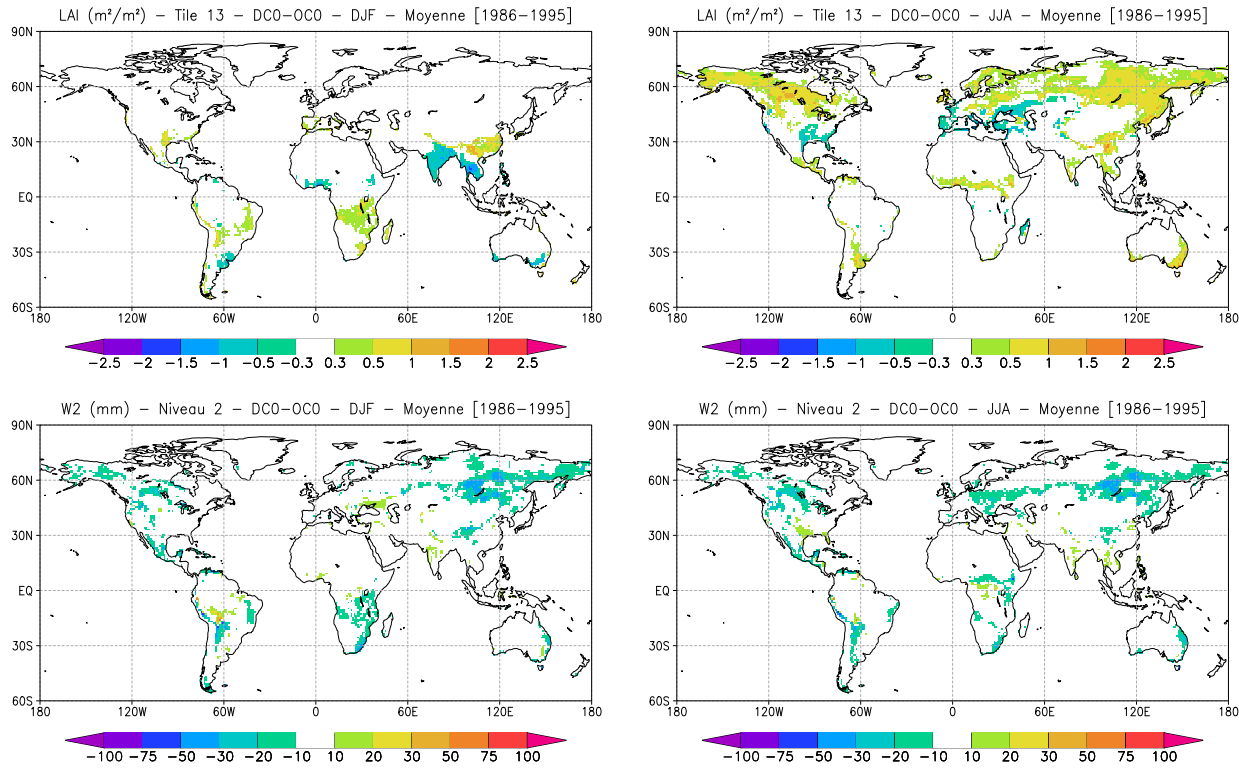 LAI (m²/m²) – Tile 13 – DC0–OC0 – DJF – Moyenne [1986–1995]
90N
60N
30N
EQ
30S
60S
180 120W 60W 0 60E 120E 180
−2.5 −2 −1.5 −1 −0.5 −0.3 0.3 0.5 1 1.5 2 2.5
LAI (m²/m²) – Tile 13 – DC0–OC0 – JJA – Moyenne [1986–1995]
90N
60N
30N
EQ
30S
60S
180 120W 60W 0 60E 120E 180
−2.5 −2 −1.5 −1 −0.5 −0.3 0.3 0.5 1 1.5 2 2.5
W2 (mm) – Niveau 2 – DC0–OC0 – DJF – Moyenne [1986–1995]
90N
60N
30N
EQ
30S
60S
180 120W 60W 0 60E 120E 180
−100 −75 −50 −30 −20 −10 10 20 30 50 75 100
W2 (mm) – Niveau 2 – DC0–OC0 – JJA – Moyenne [1986–1995]
90N
60N
30N
EQ
30S
60S
180 120W 60W 0 60E 120E 180
−100 −75 −50 −30 −20 −10 10 20 30 50 75 100